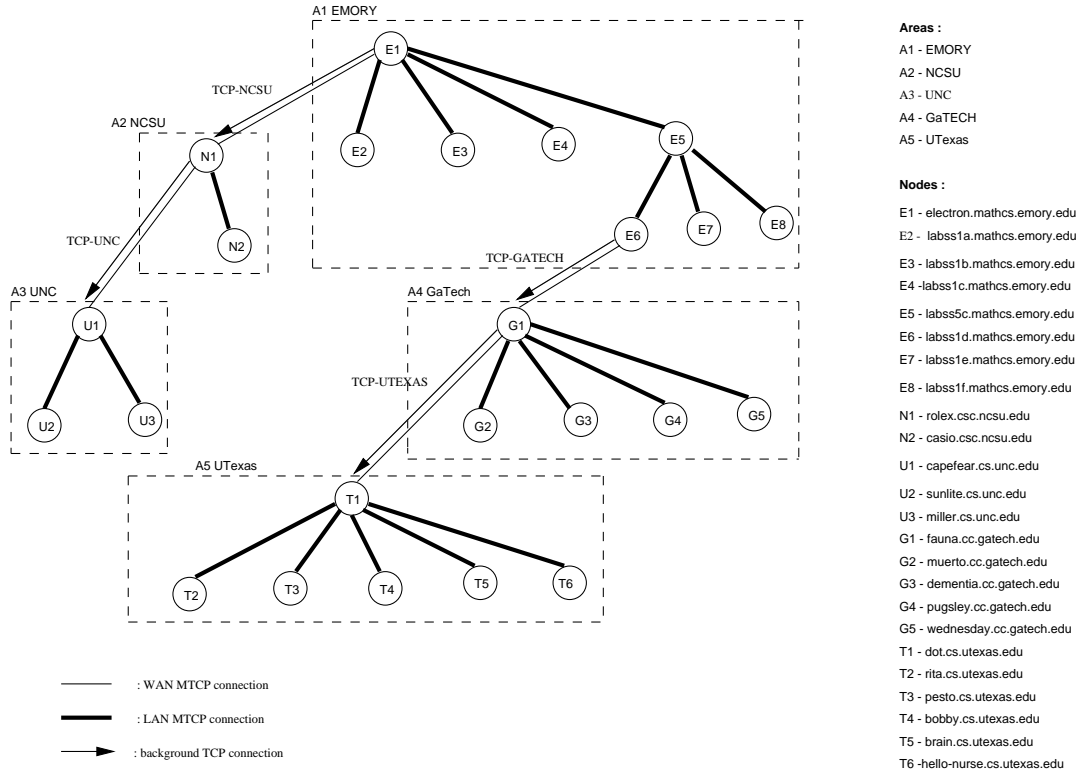 A1 EMORY
E1
TCP-NCSU
A2 NCSU
N1
E2
E3
E4
E5
N2
TCP-UNC
E6
E7
E8
TCP-GATECH
A3 UNC
A4 GaTech
U1
G1
TCP-UTEXAS
U2
U3
G2
G3
G4
G5
A5 UTexas
T1
T2
T3
T4
T5
T6
: WAN MTCP connection
: LAN MTCP connection
: background TCP connection
Areas :
A1 - EMORY
A2 - NCSU
A3 - UNC
A4 - GaTECH
A5 - UTexas
Nodes :
E1 - electron.mathcs.emory.edu
E2 - labss1a.mathcs.emory.edu
E3 - labss1b.mathcs.emory.edu
E4 -labss1c.mathcs.emory.edu
E5 - labss5c.mathcs.emory.edu
E6 - labss1d.mathcs.emory.edu
E7 - labss1e.mathcs.emory.edu
E8 - labss1f.mathcs.emory.edu
N1 - rolex.csc.ncsu.edu
N2 - casio.csc.ncsu.edu
U1 - capefear.cs.unc.edu
U2 - sunlite.cs.unc.edu
U3 - miller.cs.unc.edu
G1 - fauna.cc.gatech.edu
G2 - muerto.cc.gatech.edu
G3 - dementia.cc.gatech.edu
G4 - pugsley.cc.gatech.edu
G5 - wednesday.cc.gatech.edu
T1 - dot.cs.utexas.edu
T2 - rita.cs.utexas.edu
T3 - pesto.cs.utexas.edu
T4 - bobby.cs.utexas.edu
T5 - brain.cs.utexas.edu
T6 -hello-nurse.cs.utexas.edu